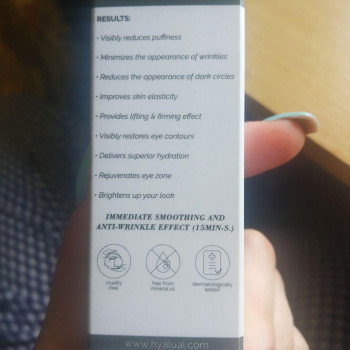 RESULTS:
• Visibly reduces puffiness
• Minimizes the appearance of wrinkles
• Reduces the appearance of dark circles
• Improves skin elasticity
• Provides lifting & firming effect
• Visibly restores eye contours
• Delivers superior hydration
• Rejuvenates eye zone
• Brightens up your look
IMMEDIATE SMOOTHING AND
ANTI-WRINKLE EFFECT (15MIN-S.)
cruelty free
free from mineral oil
dermatologically tested
www.hyalual.com